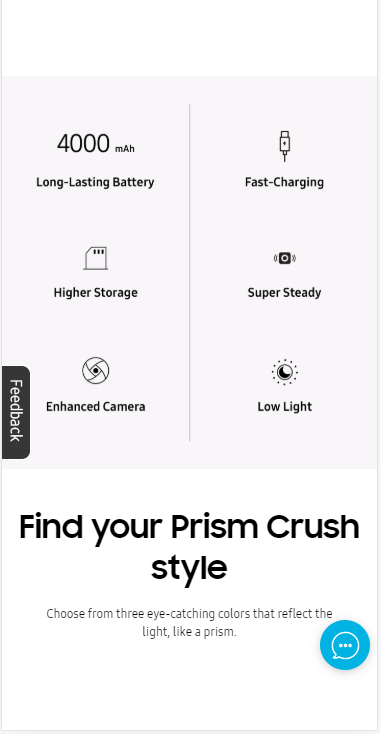 4000 mAh
Long-Lasting Battery
Fast-Charging
Higher Storage
Super Steady
Enhanced Camera
Low Light
Feedback
Find your Prism Crush
style
Choose from three eye-catching colors that reflect the
light, like a prism.